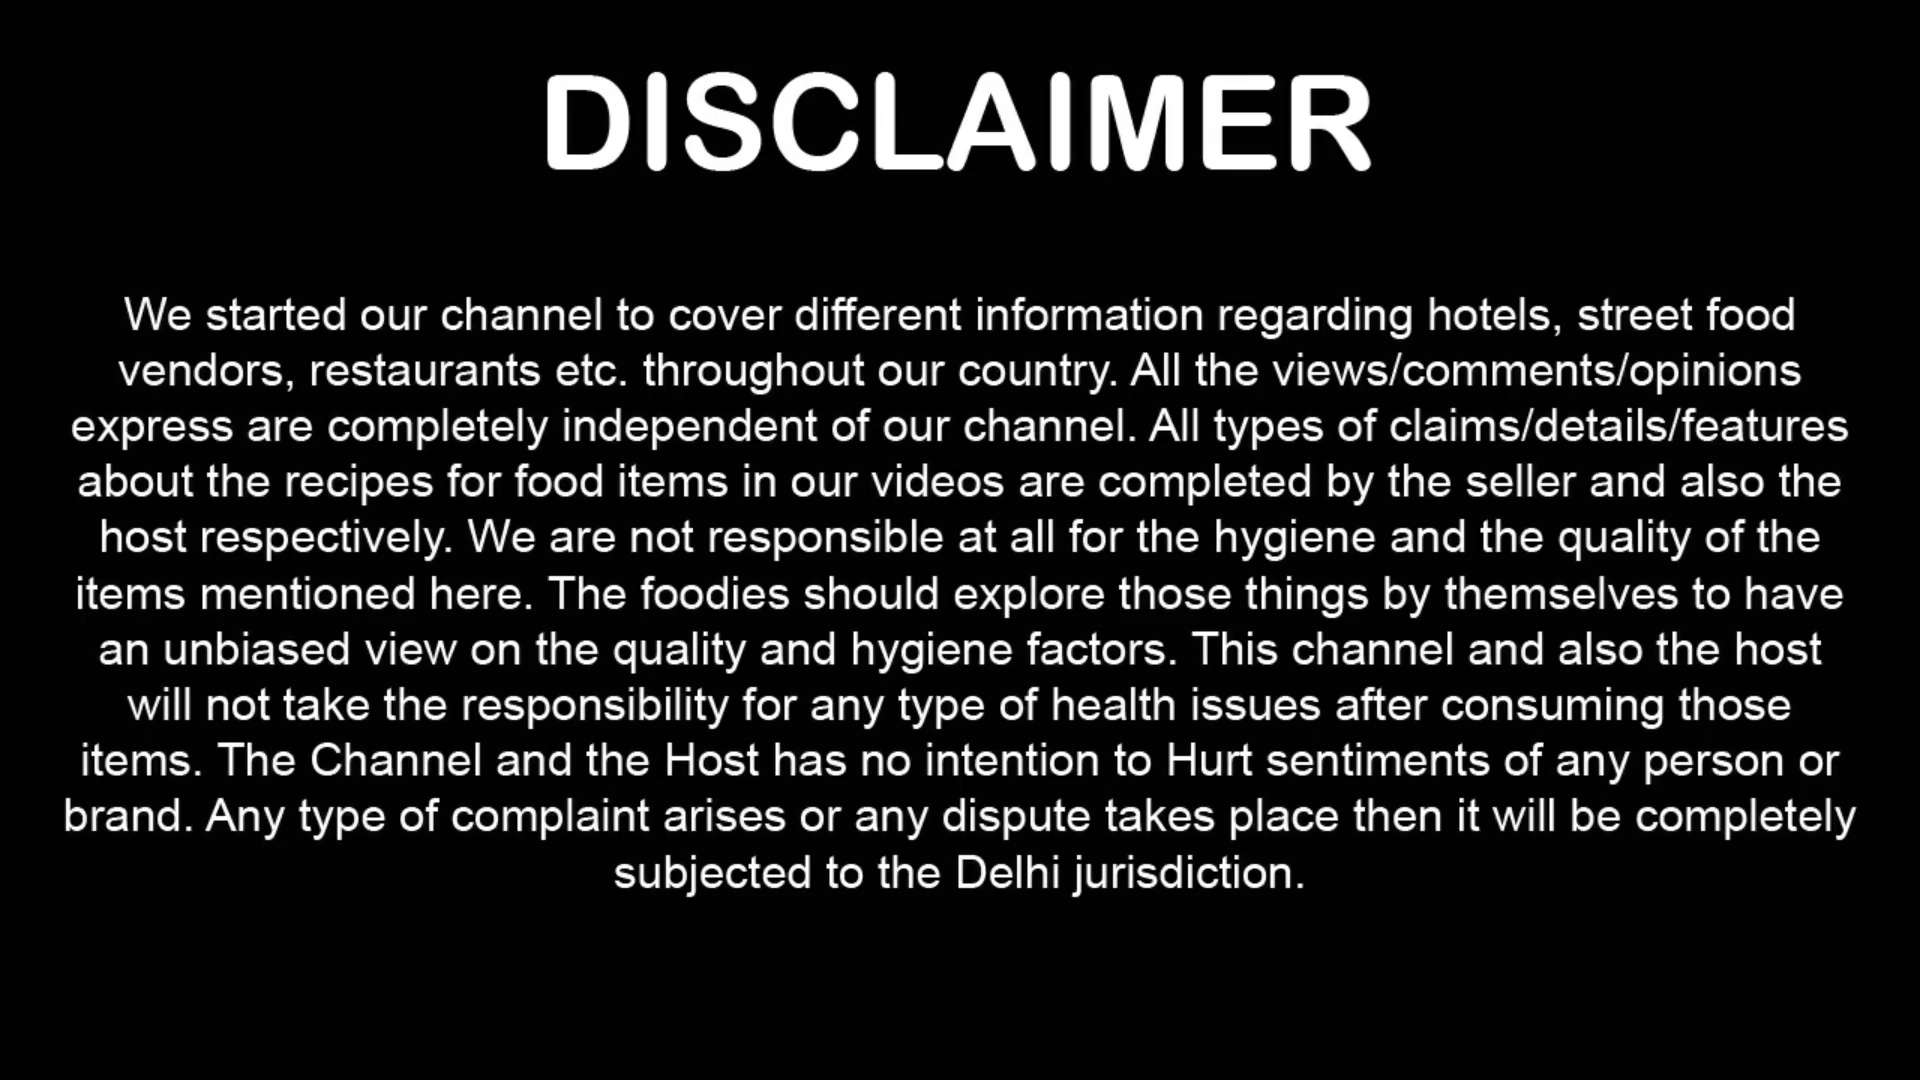 DISCLAIMER
We started our channel to cover different information regarding hotels, street food
vendors, restaurants etc. throughout our country. All the views/comments/opinions
express are completely independent of our channel. All types of claims/details/features
about the recipes for food items in our videos are completed by the seller and also the
host respectively. We are not responsible at all for the hygiene and the quality of the
items mentioned here. The foodies should explore those things by themselves to have
an unbiased view on the quality and hygiene factors. This channel and also the host
will not take the responsibility for any type of health issues after consuming those
items. The Channel and the Host has no intention to Hurt sentiments of any person or
brand. Any type of complaint arises or any dispute takes place then it will be completely
subjected to the Delhi jurisdiction.